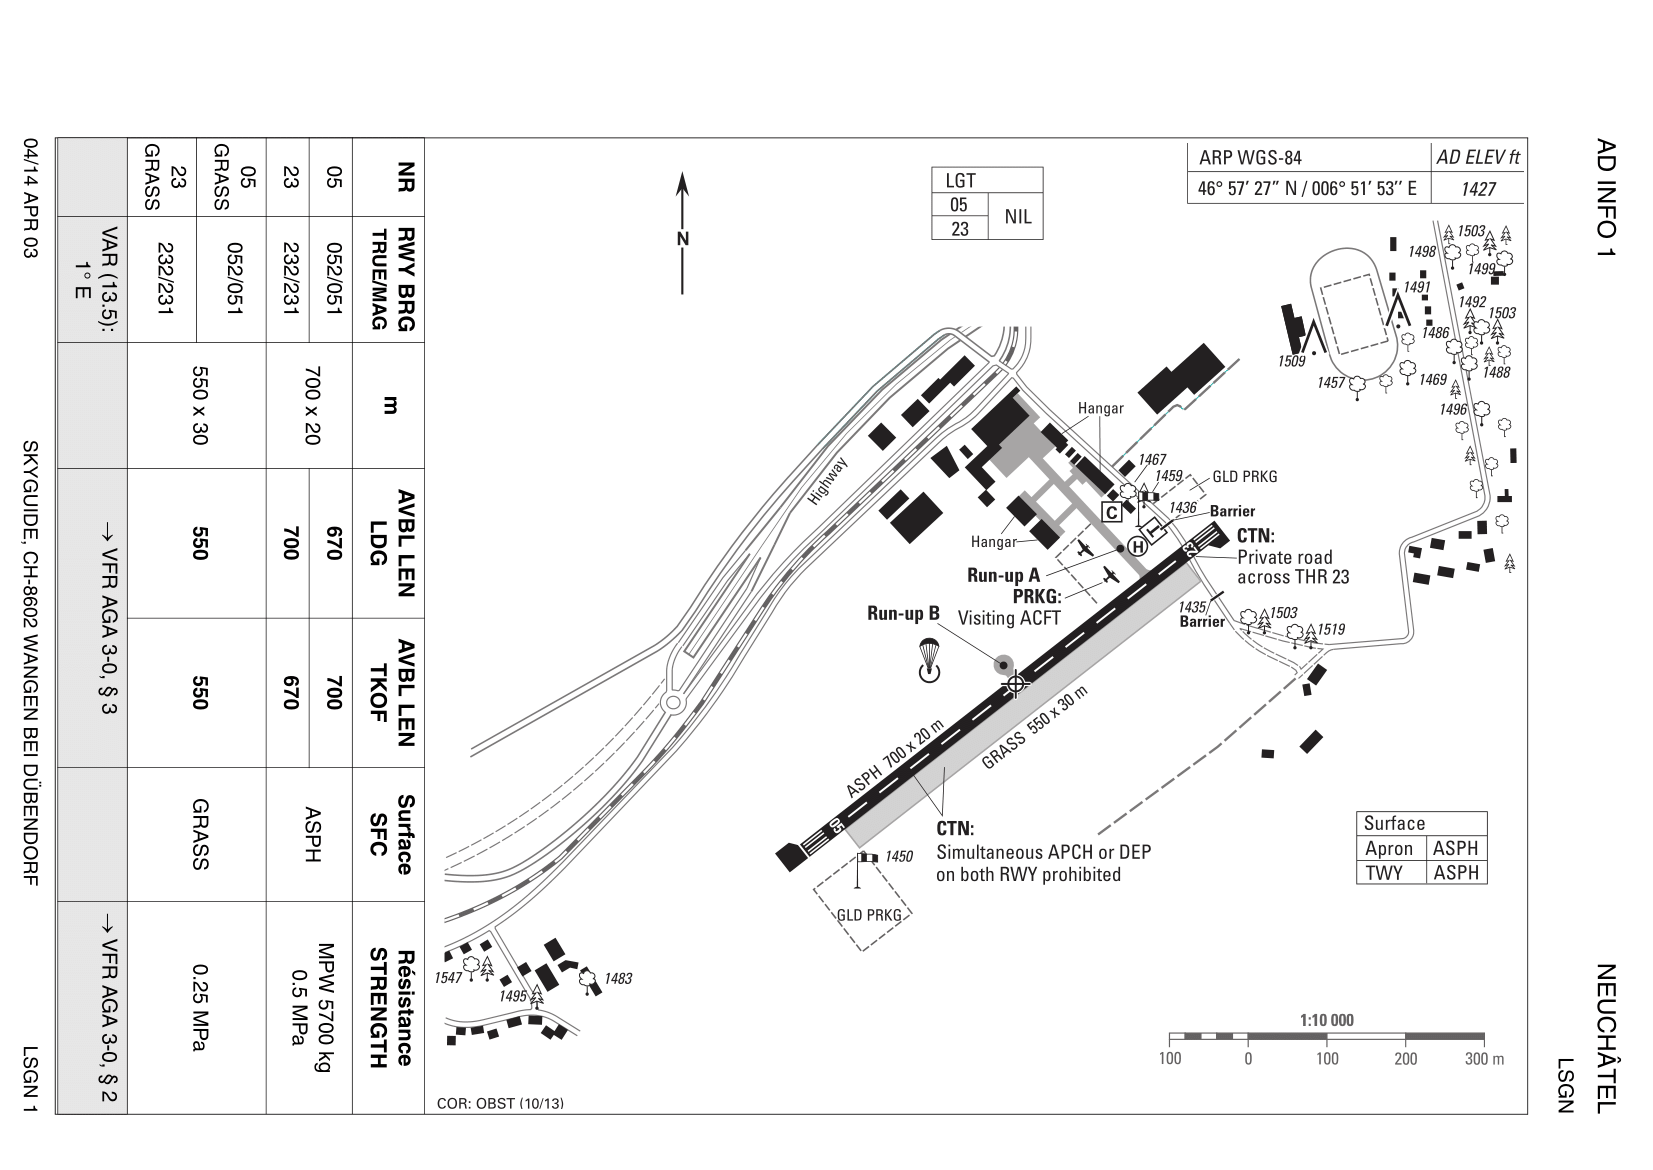 AD INFO 1
NEUCHÂTEL
LSGN
ARP WGS-84
AD ELEV ft
46° 57' 27'' N / 006° 51' 53'' E
1427
LGT
05
23
NIL
N
1503
1498
1499
1491
1492
1503
1486
1509
1488
1457
1469
1496
Hangar
Highway
1467
1459
GLD PRKG
1436
Barrier
C
T
H
23
CTN:
Private road
across THR 23
Hangar
Run-up A
PRKG:
Visiting ACFT
Run-up B
1435
Barrier
1503
1519
ASPH 700 x 20 m
GRASS 550 x 30 m
05
CTN:
Simultaneous APCH or DEP
on both RWY prohibited
1450
GLD PRKG
Surface
Apron ASPH
TWY ASPH
1547
1495
1483
1:10 000
100 0 100 200 300 m
COR: OBST (10/13)
NR
RWY BRG
TRUE/MAG
m
AVBL LEN
LDG
AVBL LEN
TKOF
Surface
SFC
Résistance
STRENGTH
05
052/051
700 x 20
670
700
ASPH
MPW 5700 kg
0.5 MPa
23
232/231
700
670
05
GRASS
052/051
550 x 30
550
550
GRASS
0.25 MPa
23
GRASS
232/231
VAR (13.5):
1° E
→ VFR AGA 3-0, § 3
→ VFR AGA 3-0, § 2
04/14 APR 03
SKYGUIDE, CH-8602 WANGEN BEI DÜBENDORF
LSGN 1